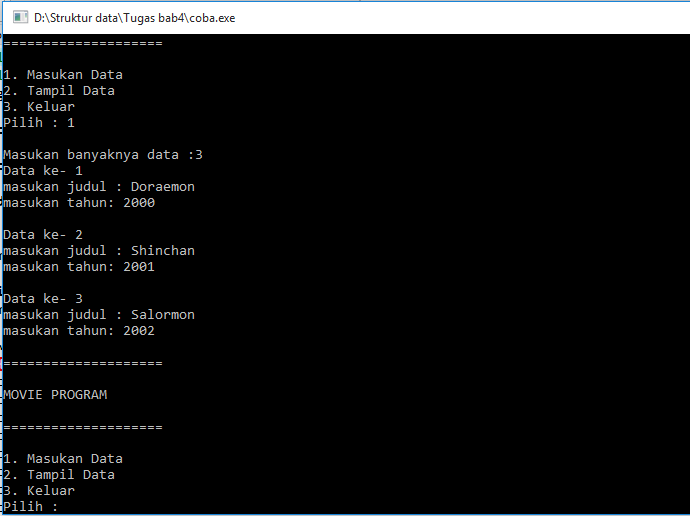 D:\Struktur data\Tugas bab4\coba.exe
====================
1. Masukan Data
2. Tampil Data
3. Keluar
Pilih : 1
Masukan banyaknya data :3
Data ke- 1
masukan judul : Doraemon
masukan tahun: 2000
Data ke- 2
masukan judul : Shinchan
masukan tahun: 2001
Data ke- 3
masukan judul : Salormon
masukan tahun: 2002
====================
MOVIE PROGRAM
====================
1. Masukan Data
2. Tampil Data
3. Keluar
Pilih :